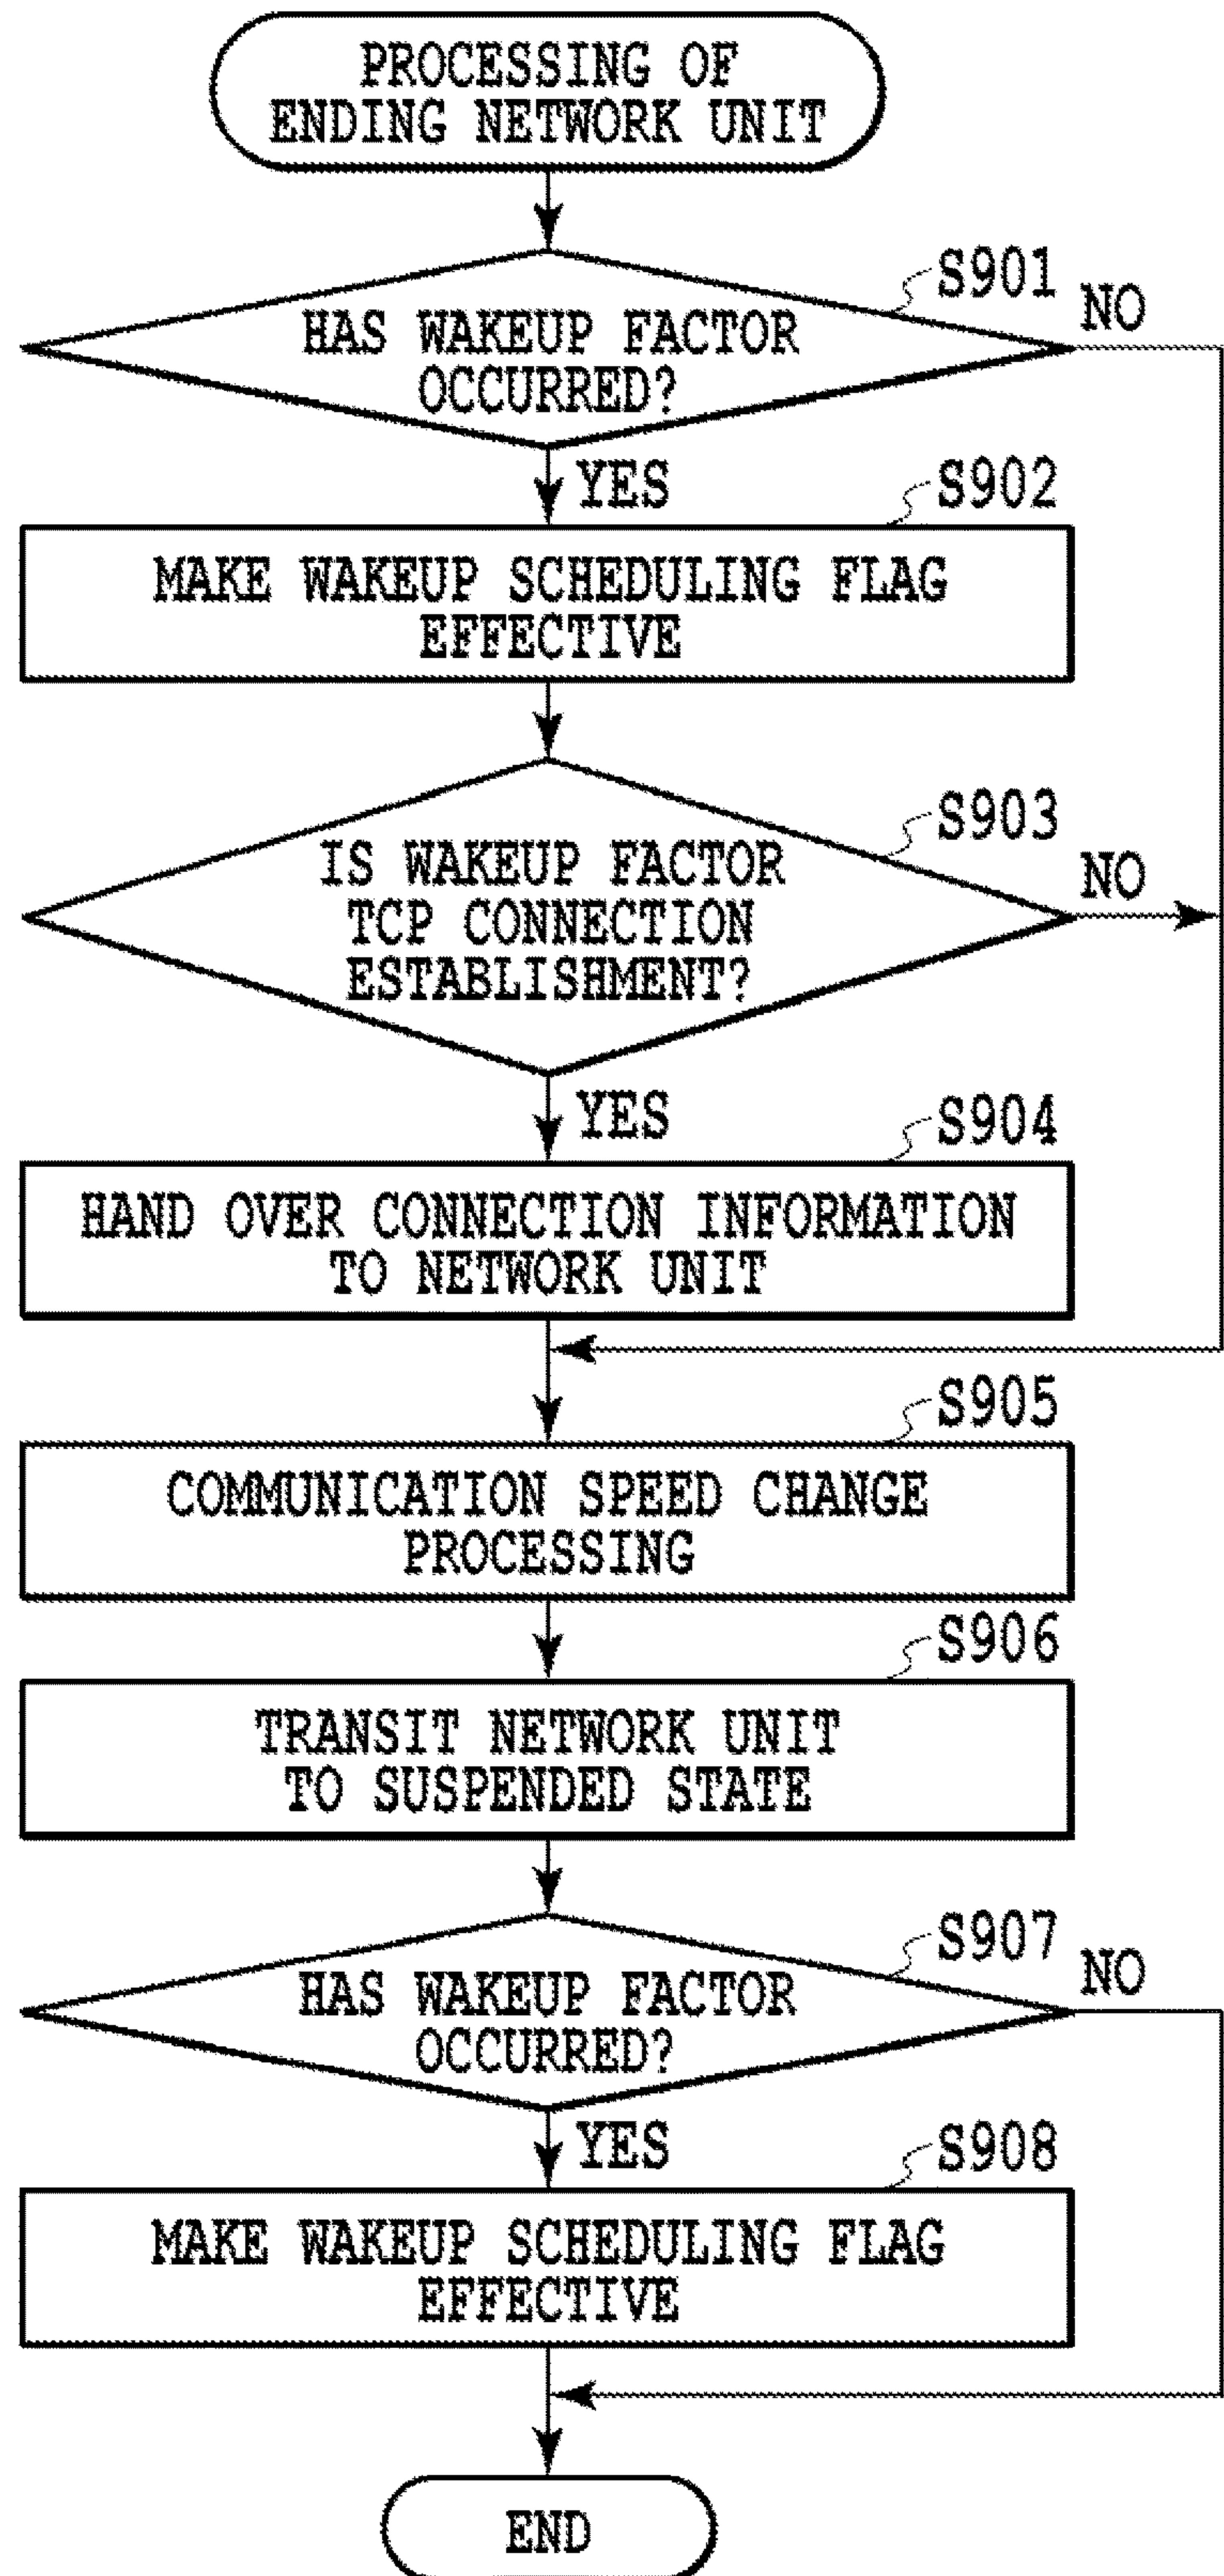 PROCESSING OF
ENDING NETWORK UNIT
S901
HAS WAKEUP FACTOR
OCCURRED?
NO
YES
S902
MAKE WAKEUP SCHEDULING FLAG
EFFECTIVE
S903
IS WAKEUP FACTOR
TCP CONNECTION
ESTABLISHMENT?
NO
YES
S904
HAND OVER CONNECTION INFORMATION
TO NETWORK UNIT
S905
COMMUNICATION SPEED CHANGE
PROCESSING
S906
TRANSIT NETWORK UNIT
TO SUSPENDED STATE
S907
HAS WAKEUP FACTOR
OCCURRED?
NO
YES
S908
MAKE WAKEUP SCHEDULING FLAG
EFFECTIVE
END